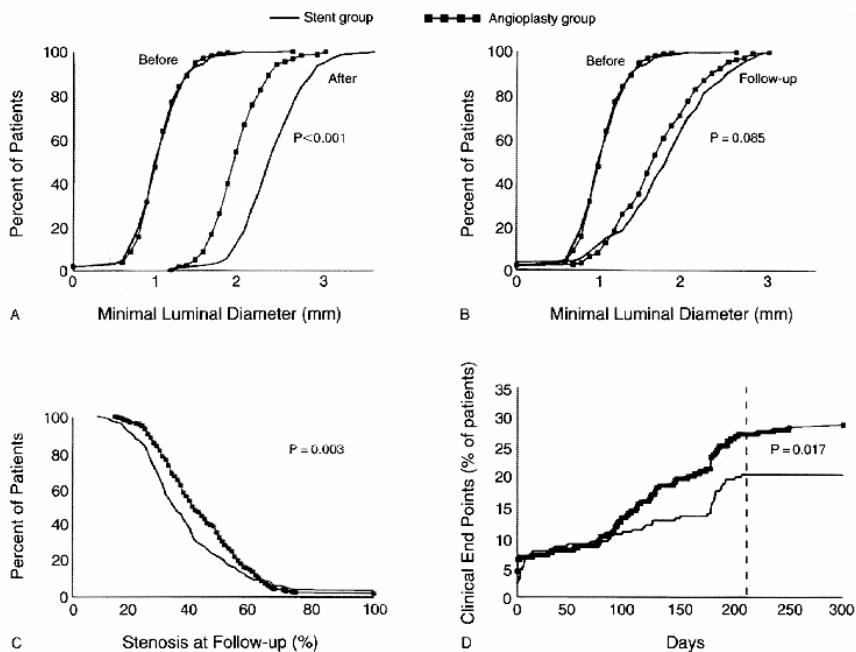 Stent group Angioplasty group
100
80
60
40
20
0
Percent of Patients
Before
After
P<0.001
0 1 2 3
A Minimal Luminal Diameter (mm)
100
80
60
40
20
0
Percent of Patients
Before
Follow-up
P = 0.085
0 1 2 3
B Minimal Luminal Diameter (mm)
100
80
60
40
20
0
Percent of Patients
P = 0.003
0 20 40 60 80 100
C Stenosis at Follow-up (%)
35
30
25
20
15
10
5
0
Clinical End Points (% of patients)
P = 0.017
0 50 100 150 200 250 300
D Days